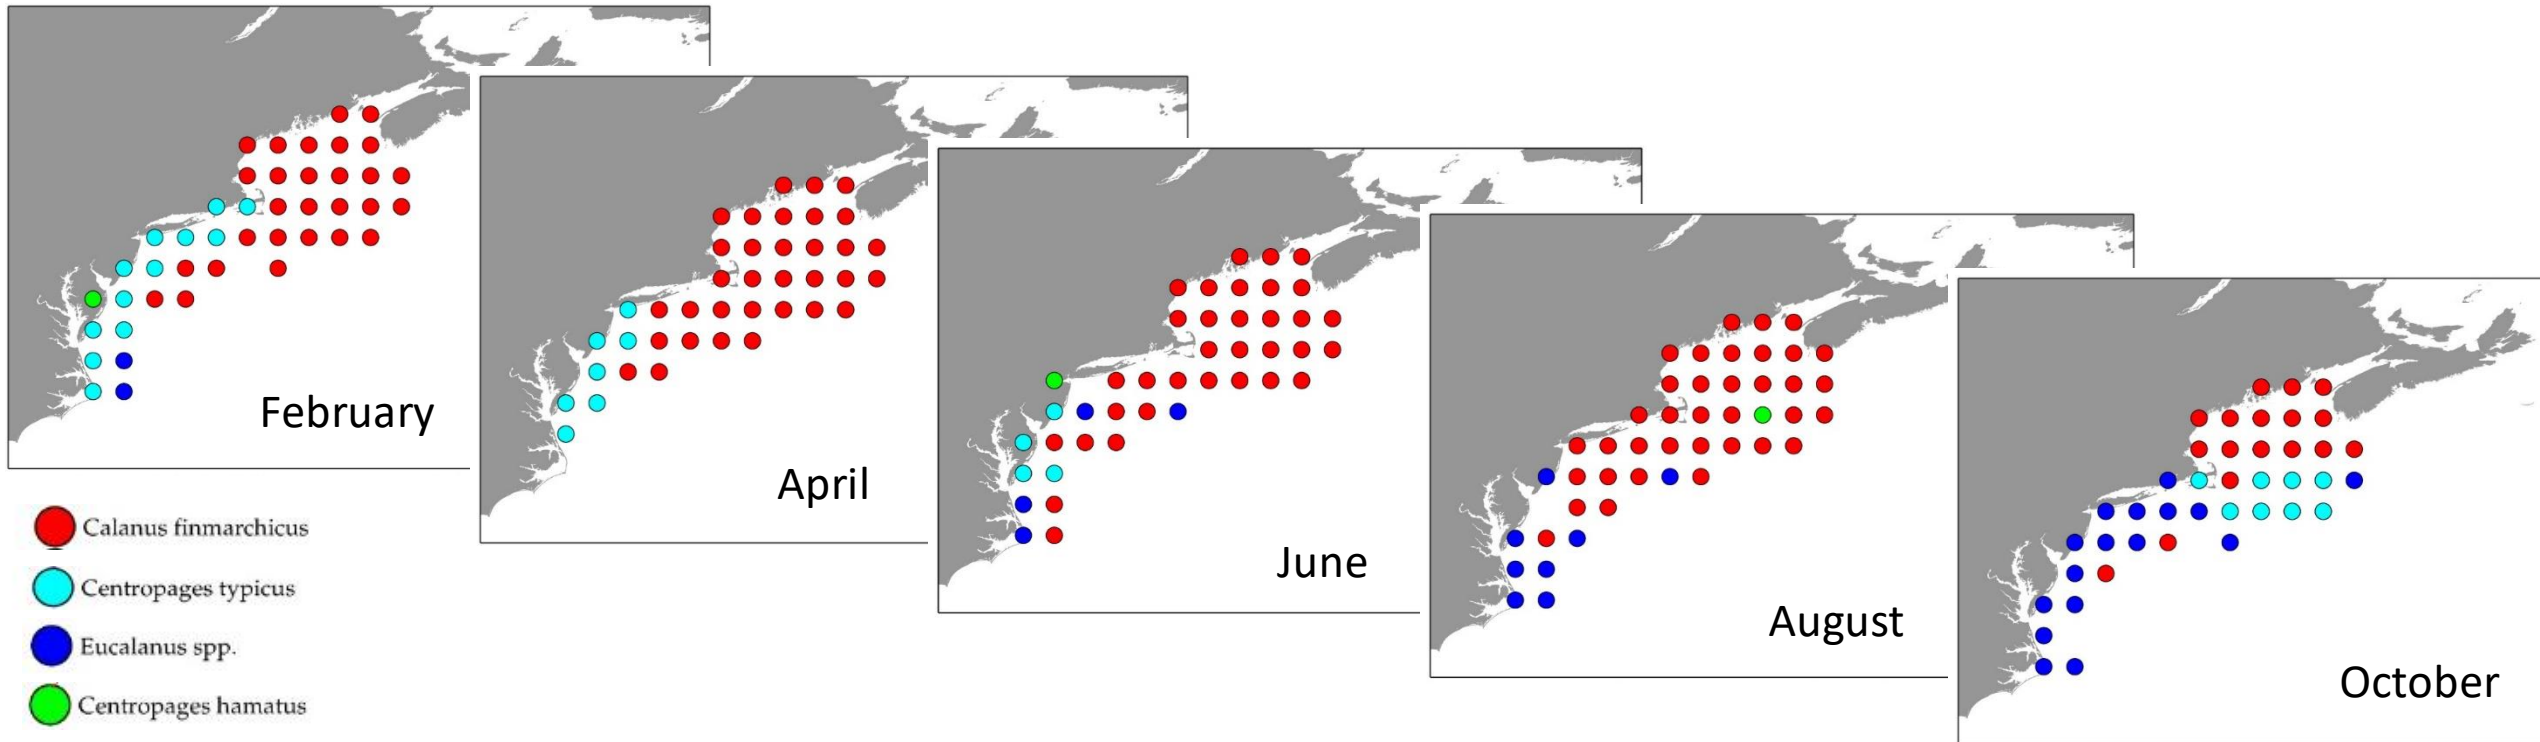 February
April
June
August
October
Calanus finmarchicus
Centropages typicus
Eucalanus spp.
Centropages hamatus